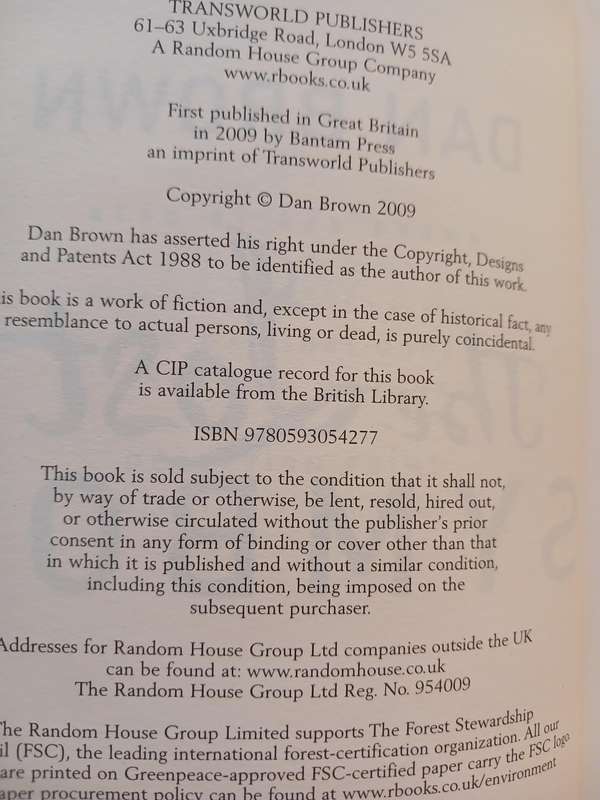 TRANSWORLD PUBLISHERS
61–63 Uxbridge Road, London W5 5SA
A Random House Group Company
www.rbooks.co.uk
First published in Great Britain
in 2009 by Bantam Press
an imprint of Transworld Publishers
Copyright © Dan Brown 2009
Dan Brown has asserted his right under the Copyright, Designs
and Patents Act 1988 to be identified as the author of this work.
is book is a work of fiction and, except in the case of historical fact, any
resemblance to actual persons, living or dead, is purely coincidental.
A CIP catalogue record for this book
is available from the British Library.
ISBN 9780593054277
This book is sold subject to the condition that it shall not,
by way of trade or otherwise, be lent, resold, hired out,
or otherwise circulated without the publisher's prior
consent in any form of binding or cover other than that
in which it is published and without a similar condition,
including this condition, being imposed on the
subsequent purchaser.
Addresses for Random House Group Ltd companies outside the UK
can be found at: www.randomhouse.co.uk
The Random House Group Ltd Reg. No. 954009
The Random House Group Limited supports The Forest Stewardship
il (FSC), the leading international forest-certification organization. All our
are printed on Greenpeace-approved FSC-certified paper carry the FSC logo
aper procurement policy can be found at www.rbooks.co.uk/environment